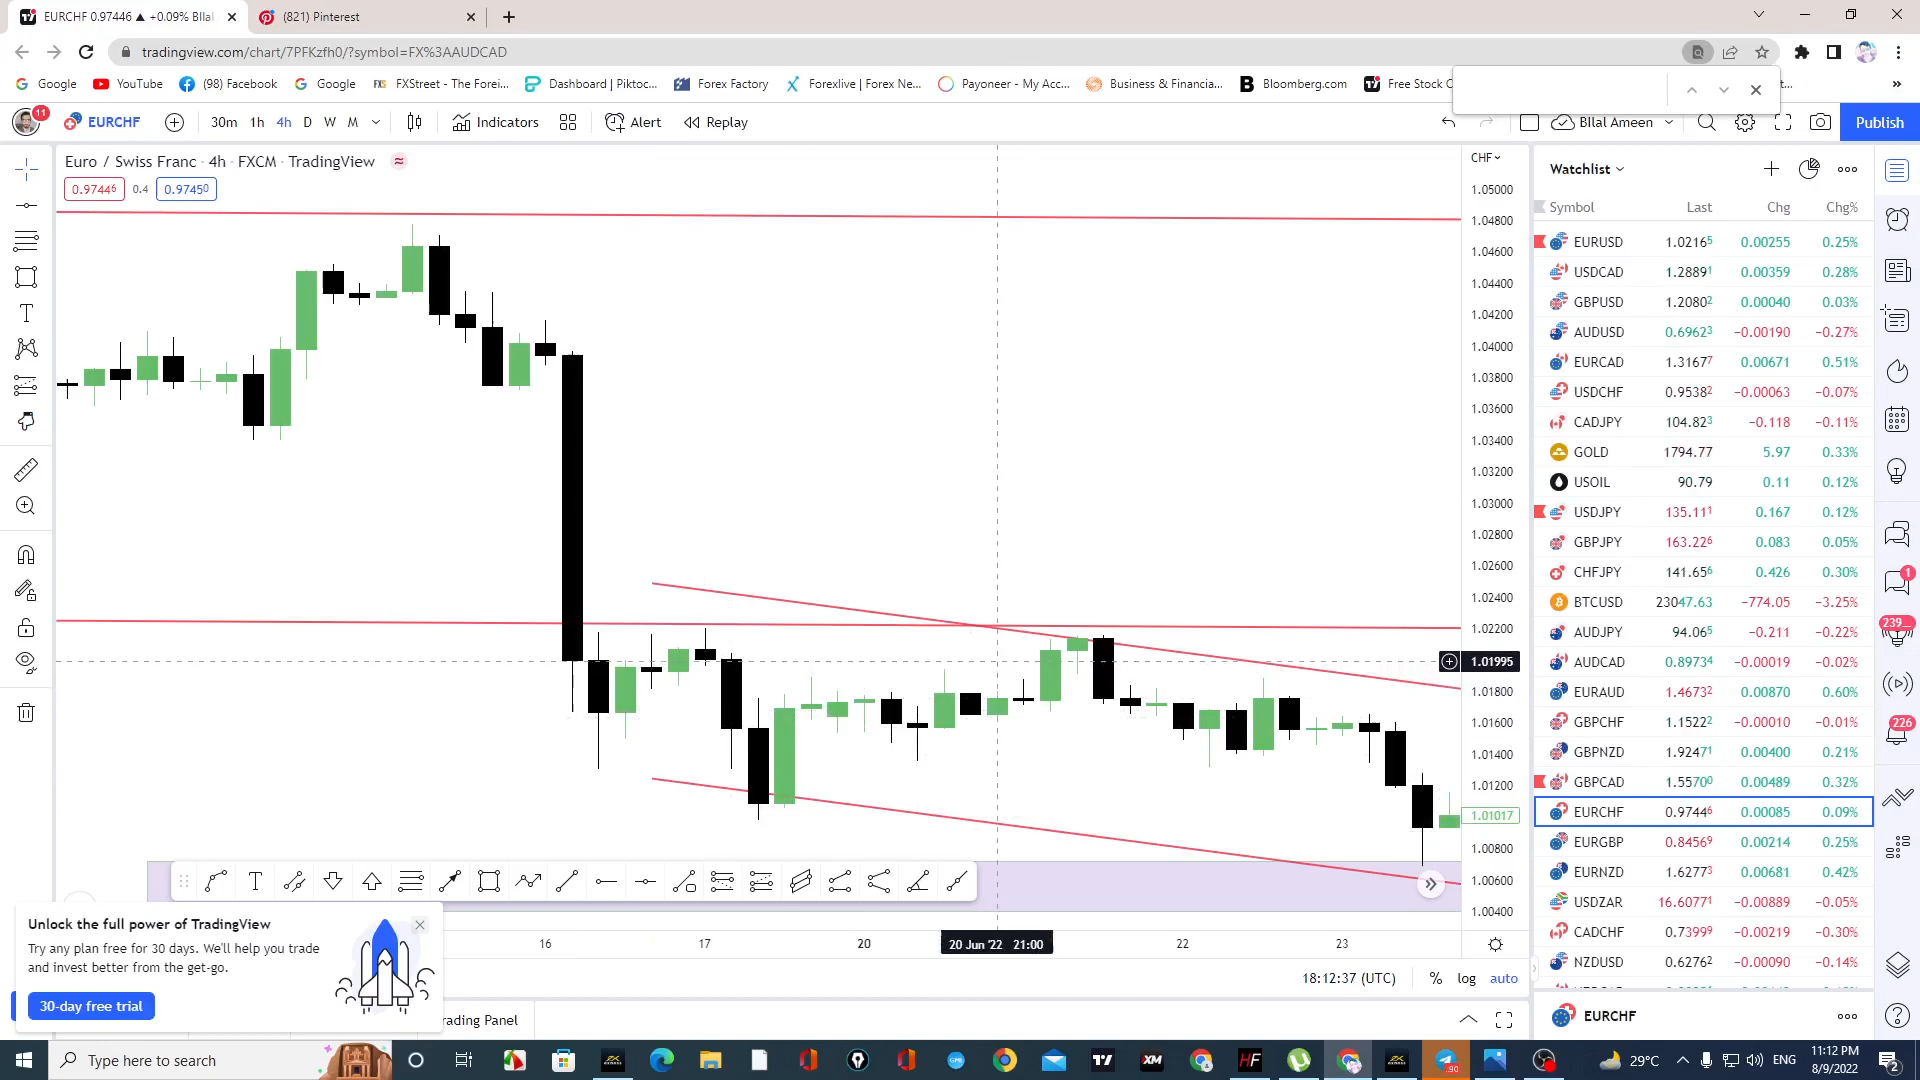 EURCHF 0.97446 ▲ +0.09% Bilal
(821) Pinterest
tradingview.com/chart/7PFKzfh0/?symbol=FX%3AAUDCAD
Google YouTube (98) Facebook Google FXStreet - The Forei... Dashboard | Piktoc... Forex Factory Forexlive | Forex Ne... Payoneer - My Acc... Business & Financia... Bloomberg.com Free Stock C t...
11 EURCHF 30m 1h 4h D W M Indicators Alert Replay BIlal Ameen Publish
Euro / Swiss Franc · 4h · FXCM · TradingView
0.97446 0.4 0.97450
CHF
1.05000
1.04800
1.04600
1.04400
1.04200
1.04000
1.03800
1.03600
1.03400
1.03200
1.03000
1.02800
1.02600
1.02400
1.02200
1.01995
1.01800
1.01600
1.01400
1.01200
1.01017
1.00800
1.00600
1.00400
16 17 20 20 Jun '22 21:00 22 23
18:12:37 (UTC) % log auto
Unlock the full power of TradingView
Try any plan free for 30 days. We'll help you trade
and invest better from the get-go.
30-day free trial
rading Panel
Watchlist
Symbol Last Chg Chg%
EURUSD 1.02165 0.00255 0.25%
USDCAD 1.28891 0.00359 0.28%
GBPUSD 1.20802 0.00040 0.03%
AUDUSD 0.69623 −0.00190 −0.27%
EURCAD 1.31677 0.00671 0.51%
USDCHF 0.95382 −0.00063 −0.07%
CADJPY 104.823 −0.118 −0.11%
GOLD 1794.77 5.97 0.33%
USOIL 90.79 0.11 0.12%
USDJPY 135.111 0.167 0.12%
GBPJPY 163.226 0.083 0.05%
CHFJPY 141.656 0.426 0.30%
BTCUSD 23047.63 −774.05 −3.25%
AUDJPY 94.065 −0.211 −0.22%
AUDCAD 0.89734 −0.00019 −0.02%
EURAUD 1.46732 0.00870 0.60%
GBPCHF 1.15222 −0.00010 −0.01%
GBPNZD 1.92471 0.00400 0.21%
GBPCAD 1.55700 0.00489 0.32%
EURCHF 0.97446 0.00085 0.09%
EURGBP 0.84569 0.00214 0.25%
EURNZD 1.62773 0.00681 0.42%
USDZAR 16.60771 −0.00889 −0.05%
CADCHF 0.73999 −0.00219 −0.30%
NZDUSD 0.62762 −0.00090 −0.14%
EURCHF
1
239
226
Type here to search
29°C ENG 11:12 PM
8/9/2022
2